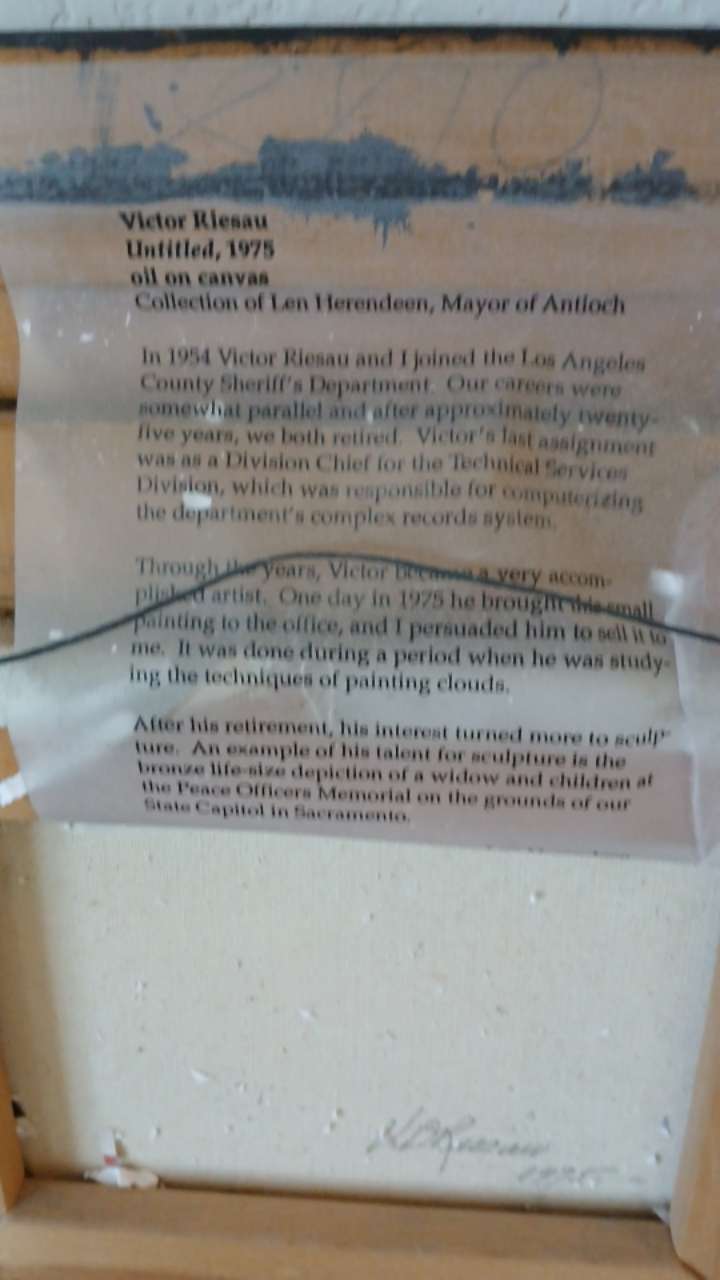 Victor Riesau
Untitled, 1975
oil on canvas
Collection of Len Herendeen, Mayor of Antioch
In 1954 Victor Riesau and I joined the Los Angeles
County Sheriff's Department. Our careers were
somewhat parallel and after approximately twenty-
five years, we both retired. Victor's last assignment
was as a Division Chief for the Technical Services
Division, which was responsible for computerizing
the department's complex records system.
Through the years, Victor became a very accom-
plished artist. One day in 1975 he brought this small
painting to the office, and I persuaded him to sell it to
me. It was done during a period when he was study-
ing the techniques of painting clouds.
After his retirement, his interest turned more to sculp-
ture. An example of his talent for sculpture is the
bronze life-size depiction of a widow and children at
the Peace Officers Memorial on the grounds of our
State Capitol in Sacramento.
Riesau
1975